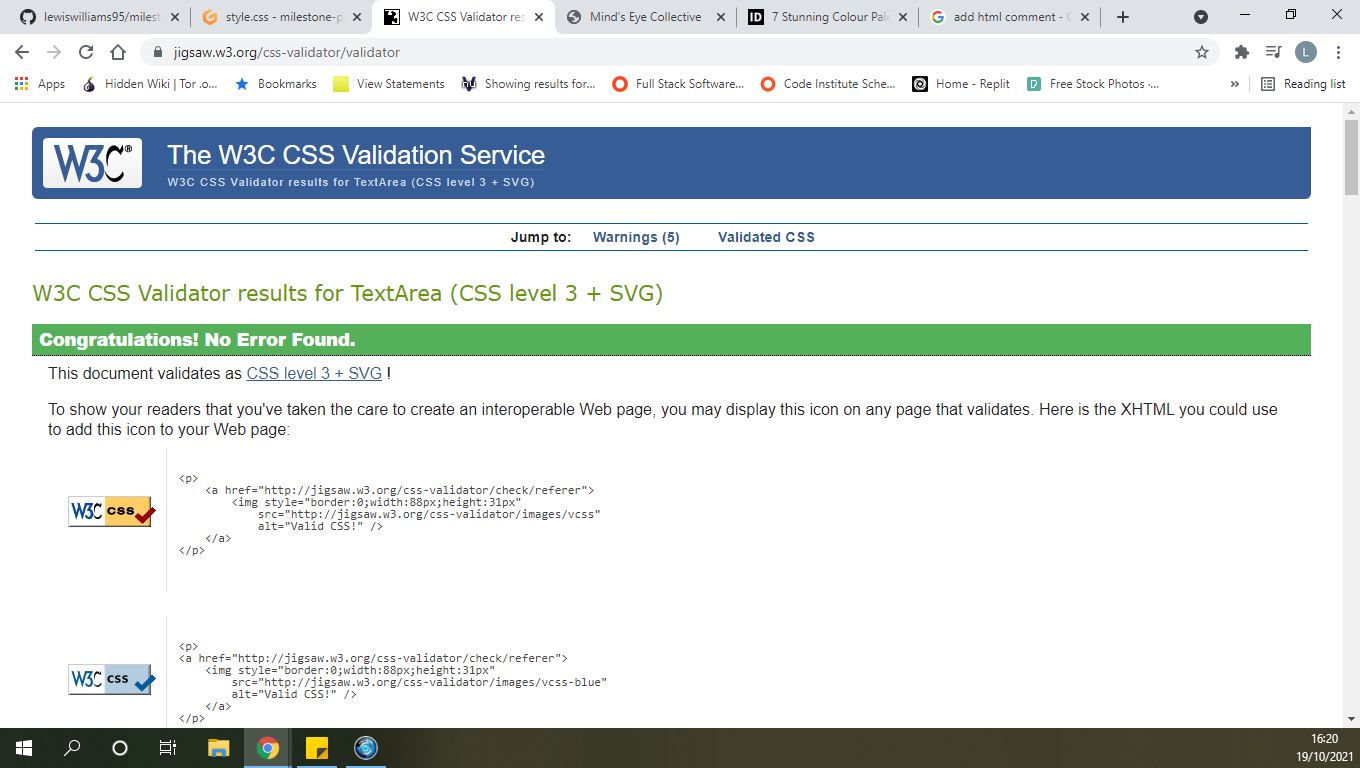 lewiswilliams95/milest
style.css - milestone-p
W3C CSS Validator res
Mind's Eye Collective
ID
7 Stunning Colour Pale
add html comment - G
jigsaw.w3.org/css-validator/validator
L
Apps
Hidden Wiki | Tor .o...
Bookmarks
View Statements
Showing results for...
Full Stack Software...
Code Institute Sche...
Home - Replit
Free Stock Photos ·...
»
Reading list
W3C®
The W3C CSS Validation Service
W3C CSS Validator results for TextArea (CSS level 3 + SVG)
Jump to: Warnings (5) Validated CSS
W3C CSS Validator results for TextArea (CSS level 3 + SVG)
Congratulations! No Error Found.
This document validates as CSS level 3 + SVG !
To show your readers that you've taken the care to create an interoperable Web page, you may display this icon on any page that validates. Here is the XHTML you could use
to add this icon to your Web page:
W3C css
<p>
<a href="http://jigsaw.w3.org/css-validator/check/referer">
<img style="border:0;width:88px;height:31px"
src="http://jigsaw.w3.org/css-validator/images/vcss"
alt="Valid CSS!" />
</a>
</p>
W3C css
<p>
<a href="http://jigsaw.w3.org/css-validator/check/referer">
<img style="border:0;width:88px;height:31px"
src="http://jigsaw.w3.org/css-validator/images/vcss-blue"
alt="Valid CSS!" />
</a>
</p>
16:20
19/10/2021